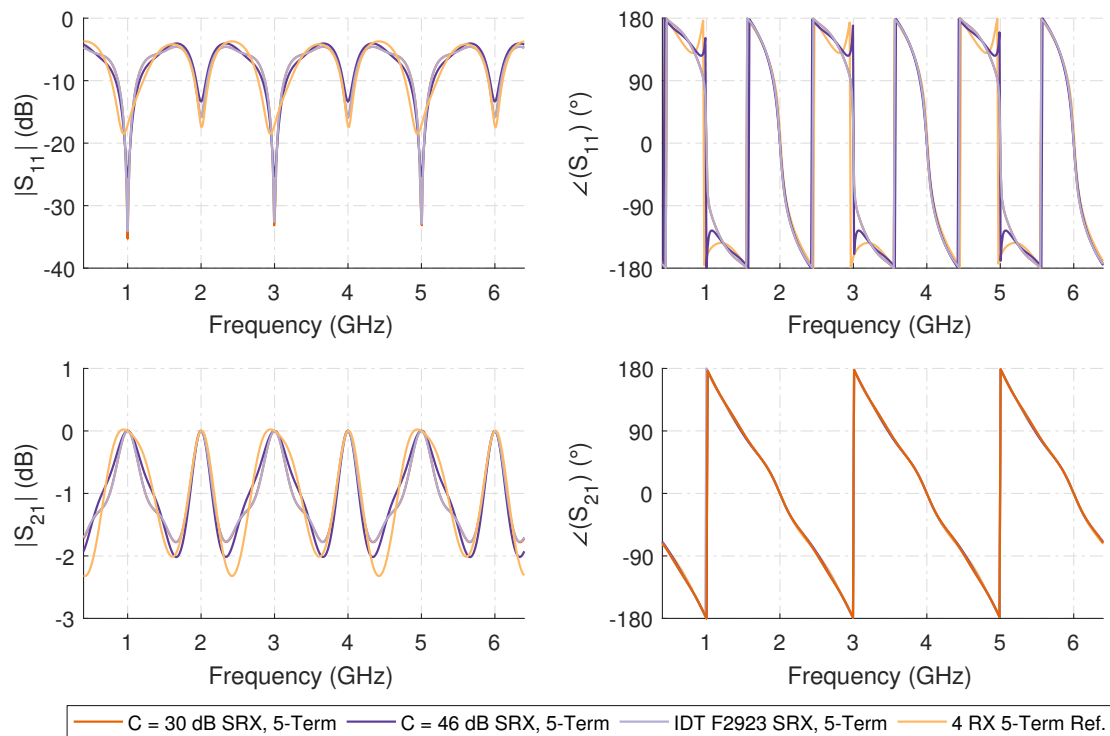 0
-10
-20
-30
-40
|S11| (dB)
1 2 3 4 5 6
Frequency (GHz)
180
90
0
-90
-180
∠(S11) (°)
1 2 3 4 5 6
Frequency (GHz)
1
0
-1
-2
-3
|S21| (dB)
1 2 3 4 5 6
Frequency (GHz)
180
90
0
-90
-180
∠(S21) (°)
1 2 3 4 5 6
Frequency (GHz)
C = 30 dB SRX, 5-Term C = 46 dB SRX, 5-Term IDT F2923 SRX, 5-Term 4 RX 5-Term Ref.